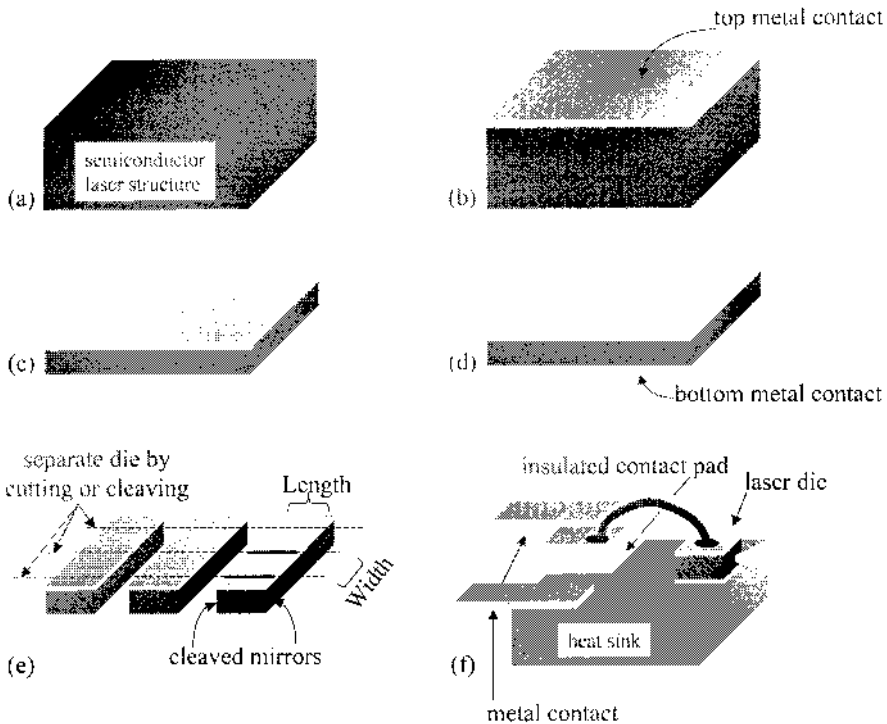 top metal contact
semiconductor
laser structure
(a)
(b)
(c)
(d)
bottom metal contact
separate die by
cutting or cleaving
Length
Width
cleaved mirrors
(e)
insulated contact pad
laser die
heat sink
(f)
metal contact